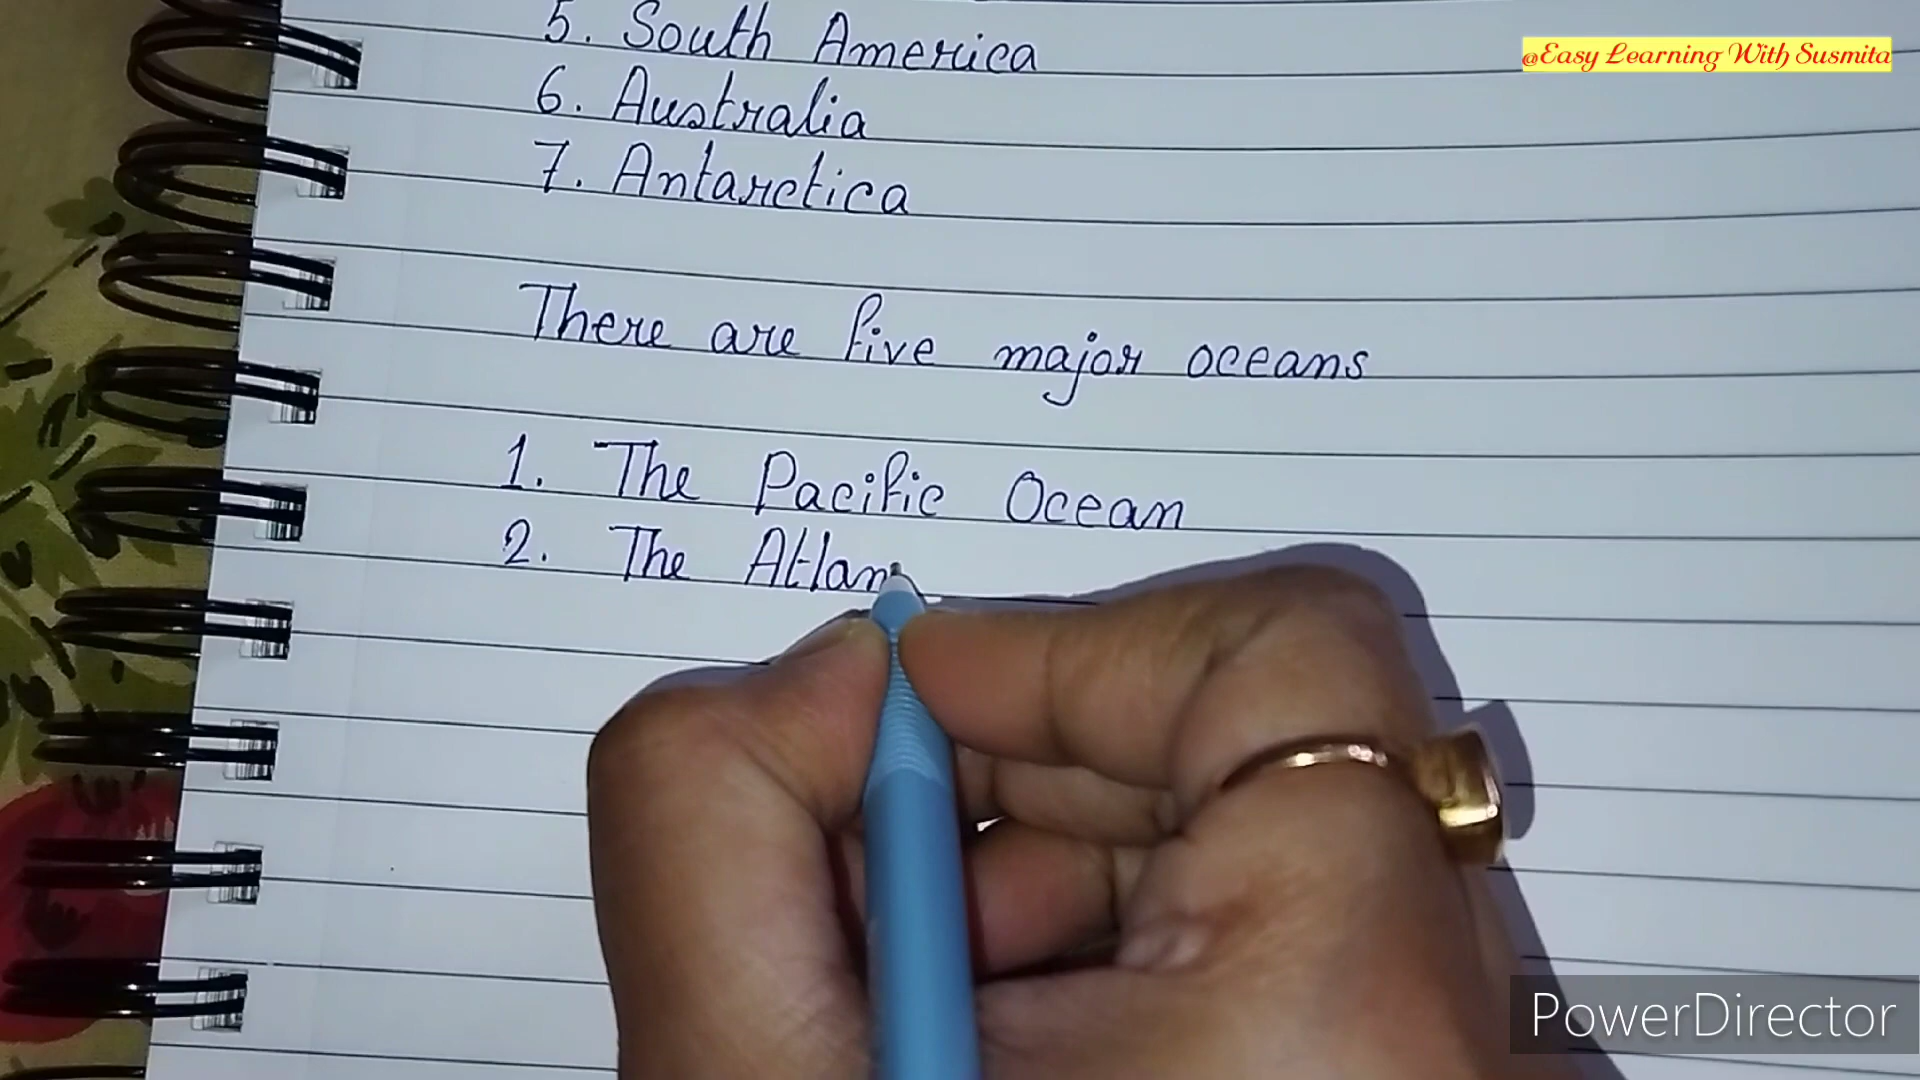 5. South America
@Easy Learning With Susmita
6. Australia
7. Antarctica
There are five major oceans
1. The Pacific Ocean
2. The Atlan
PowerDirector